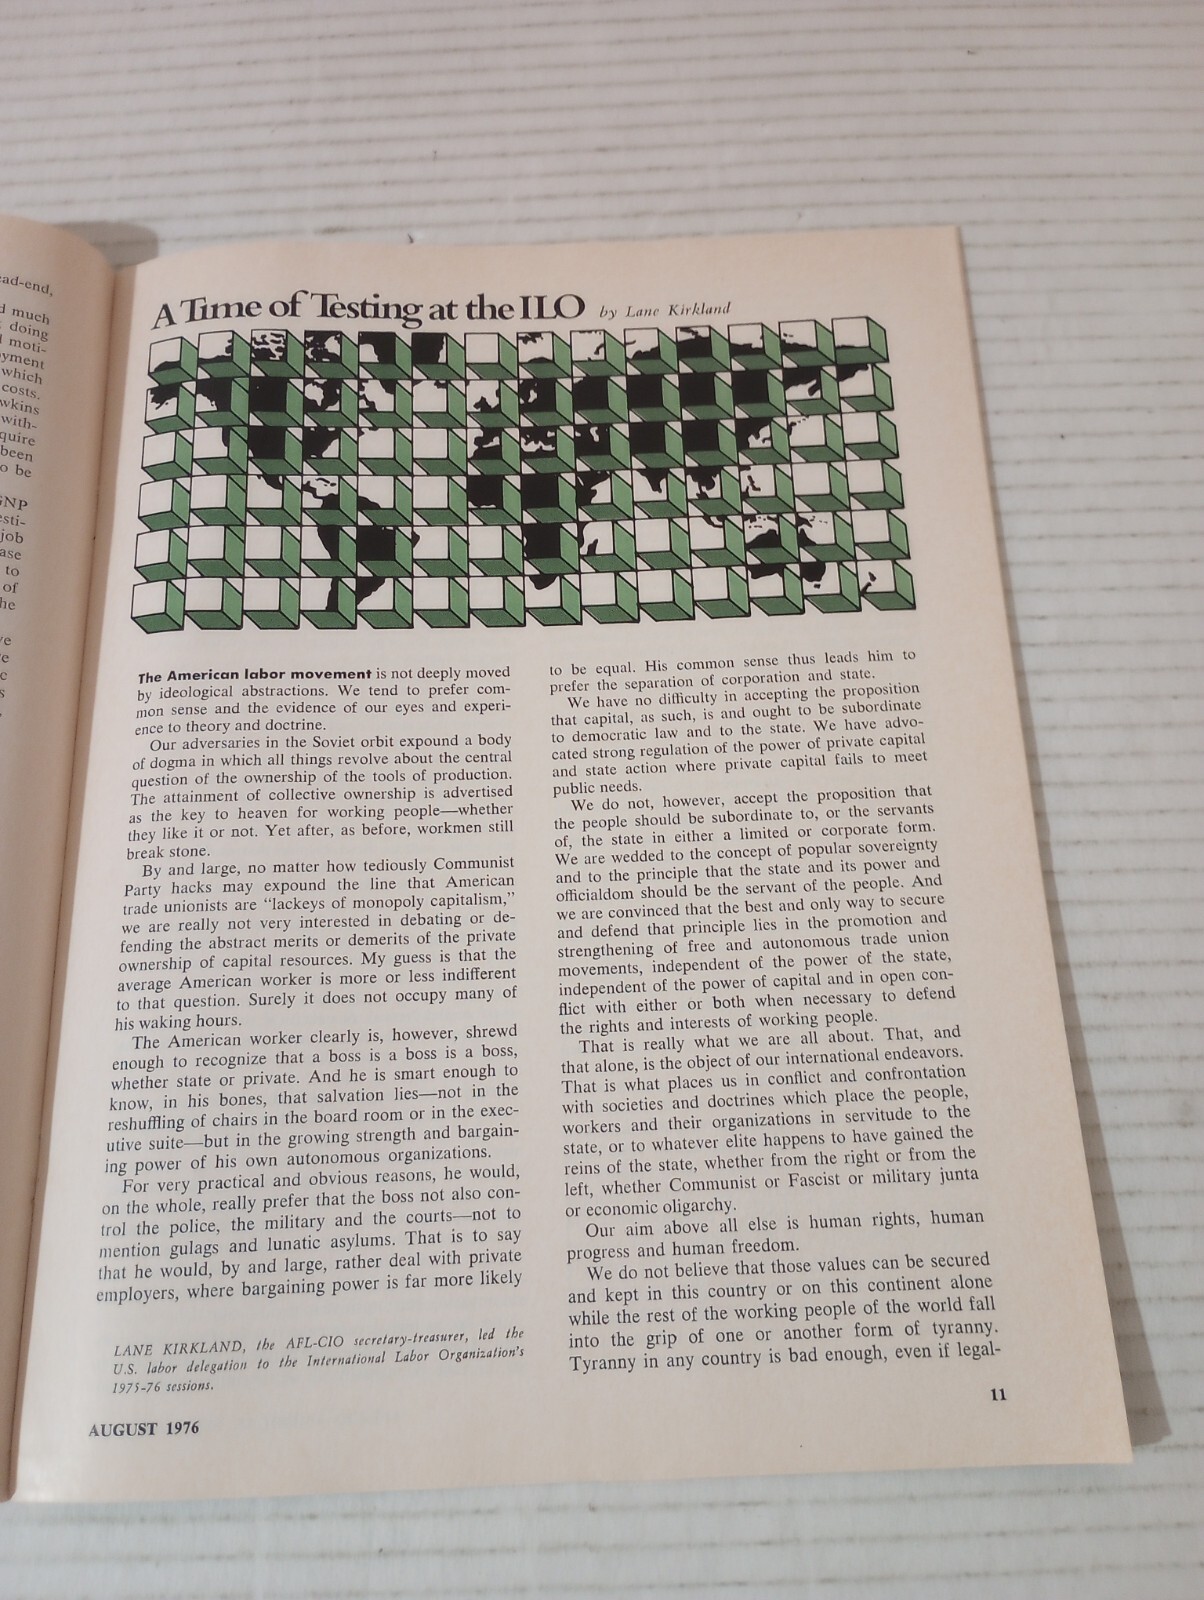 ad-end,
d much
doing
moti-
yment
which
costs.
wkins
with-
quire
been
o be
GNP
esti-
job
ase
to
of
he
A Time of Testing at the ILO by Lane Kirkland
The American labor movement is not deeply moved
by ideological abstractions. We tend to prefer com-
mon sense and the evidence of our eyes and experi-
ence to theory and doctrine.
Our adversaries in the Soviet orbit expound a body
of dogma in which all things revolve about the central
question of the ownership of the tools of production.
The attainment of collective ownership is advertised
as the key to heaven for working people—whether
they like it or not. Yet after, as before, workmen still
break stone.
By and large, no matter how tediously Communist
Party hacks may expound the line that American
trade unionists are “lackeys of monopoly capitalism,”
we are really not very interested in debating or de-
fending the abstract merits or demerits of the private
ownership of capital resources. My guess is that the
average American worker is more or less indifferent
to that question. Surely it does not occupy many of
his waking hours.
The American worker clearly is, however, shrewd
enough to recognize that a boss is a boss is a boss,
whether state or private. And he is smart enough to
know, in his bones, that salvation lies—not in the
reshuffling of chairs in the board room or in the exec-
utive suite—but in the growing strength and bargain-
ing power of his own autonomous organizations.
For very practical and obvious reasons, he would,
on the whole, really prefer that the boss not also con-
trol the police, the military and the courts—not to
mention gulags and lunatic asylums. That is to say
that he would, by and large, rather deal with private
employers, where bargaining power is far more likely
LANE KIRKLAND, the AFL-CIO secretary-treasurer, led the
U.S. labor delegation to the International Labor Organization's
1975-76 sessions.
AUGUST 1976
to be equal. His common sense thus leads him to
prefer the separation of corporation and state.
We have no difficulty in accepting the proposition
that capital, as such, is and ought to be subordinate
to democratic law and to the state. We have advo-
cated strong regulation of the power of private capital
and state action where private capital fails to meet
public needs.
We do not, however, accept the proposition that
the people should be subordinate to, or the servants
of, the state in either a limited or corporate form.
We are wedded to the concept of popular sovereignty
and to the principle that the state and its power and
officialdom should be the servant of the people. And
we are convinced that the best and only way to secure
and defend that principle lies in the promotion and
strengthening of free and autonomous trade union
movements, independent of the power of the state,
independent of the power of capital and in open con-
flict with either or both when necessary to defend
the rights and interests of working people.
That is really what we are all about. That, and
that alone, is the object of our international endeavors.
That is what places us in conflict and confrontation
with societies and doctrines which place the people,
workers and their organizations in servitude to the
state, or to whatever elite happens to have gained the
reins of the state, whether from the right or from the
left, whether Communist or Fascist or military junta
or economic oligarchy.
Our aim above all else is human rights, human
progress and human freedom.
We do not believe that those values can be secured
and kept in this country or on this continent alone
while the rest of the working people of the world fall
into the grip of one or another form of tyranny.
Tyranny in any country is bad enough, even if legal-
11